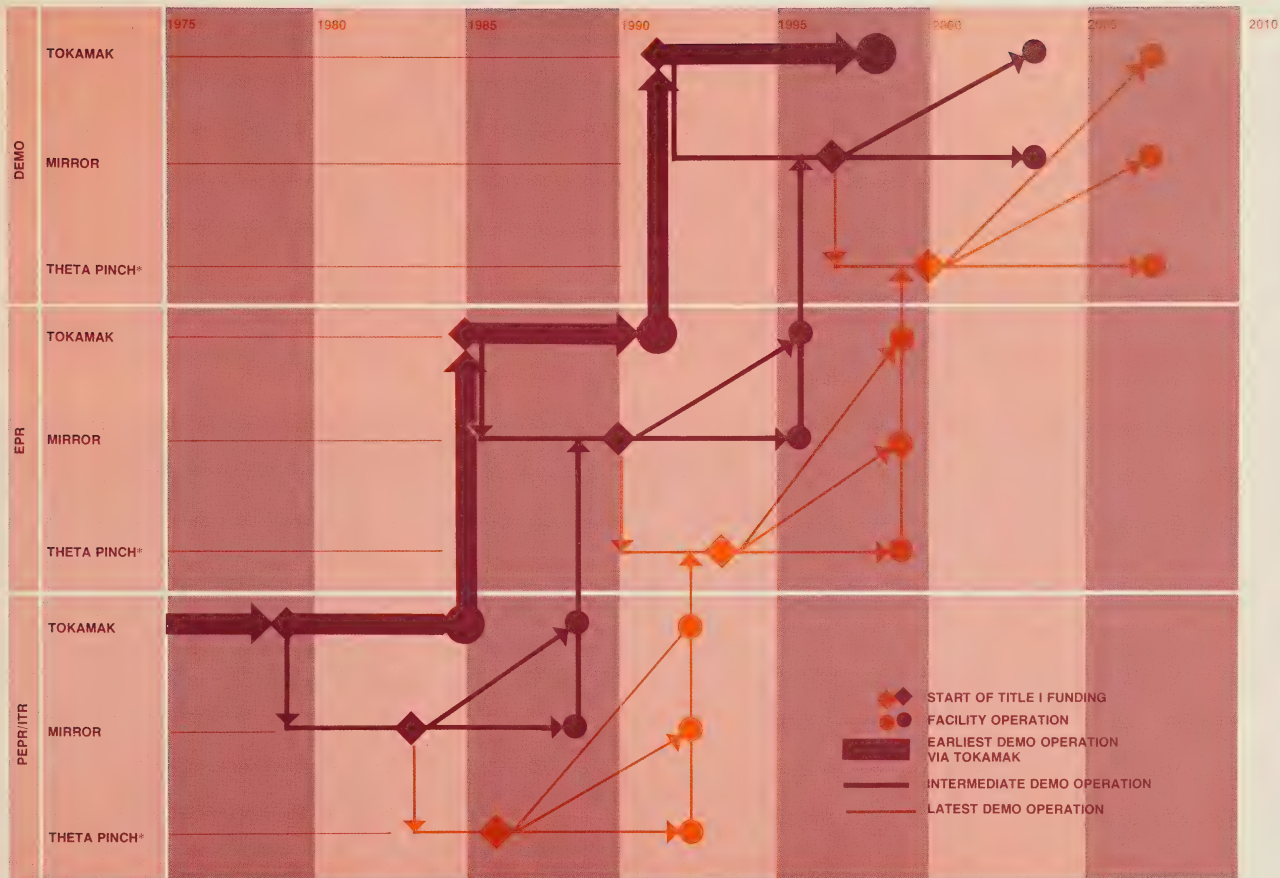 1975 1980 1985 1990 1995 2000 2005 2010
DEMO
TOKAMAK
MIRROR
THETA PINCH*
EPR
TOKAMAK
MIRROR
THETA PINCH*
PEPR/ITR
TOKAMAK
MIRROR
THETA PINCH*
START OF TITLE I FUNDING
FACILITY OPERATION
EARLIEST DEMO OPERATION
VIA TOKAMAK
INTERMEDIATE DEMO OPERATION
LATEST DEMO OPERATION